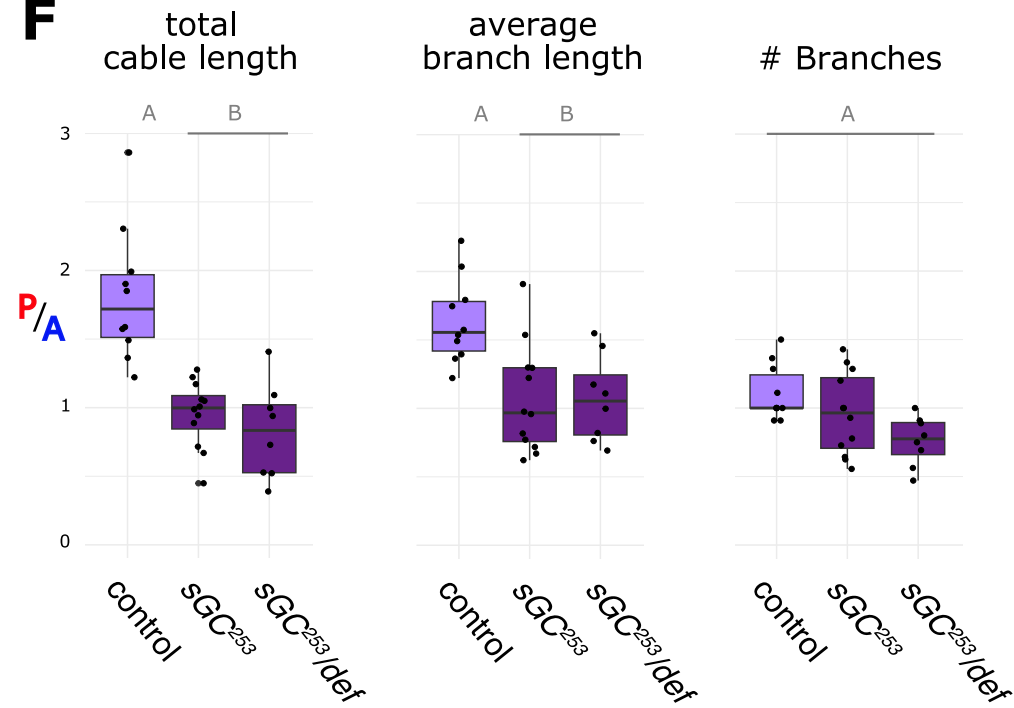 F
total
cable length
average
branch length
# Branches
A
B
A
B
A
3
2
1
0
P/A
control
sGC253
sGC253/def
control
sGC253
sGC253/def
control
sGC253
sGC253/def